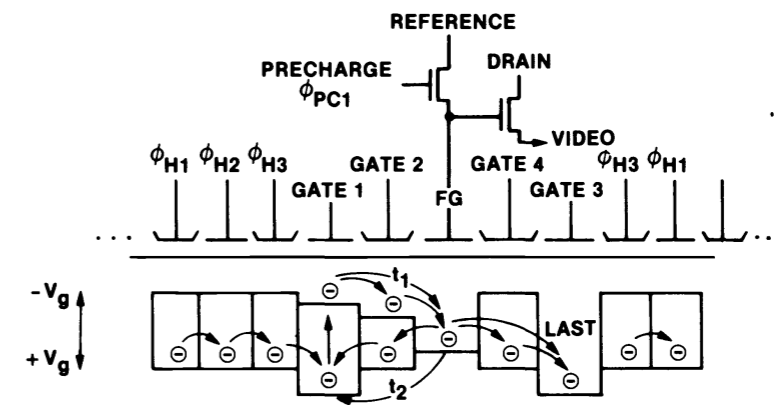 REFERENCE
PRECHARGE
ϕPC1
DRAIN
VIDEO
ϕH1 ϕH2 ϕH3
GATE 1
GATE 2
FG
GATE 4
GATE 3
ϕH3 ϕH1
. . .
. .
-Vg
+Vg
t1
LAST
t2